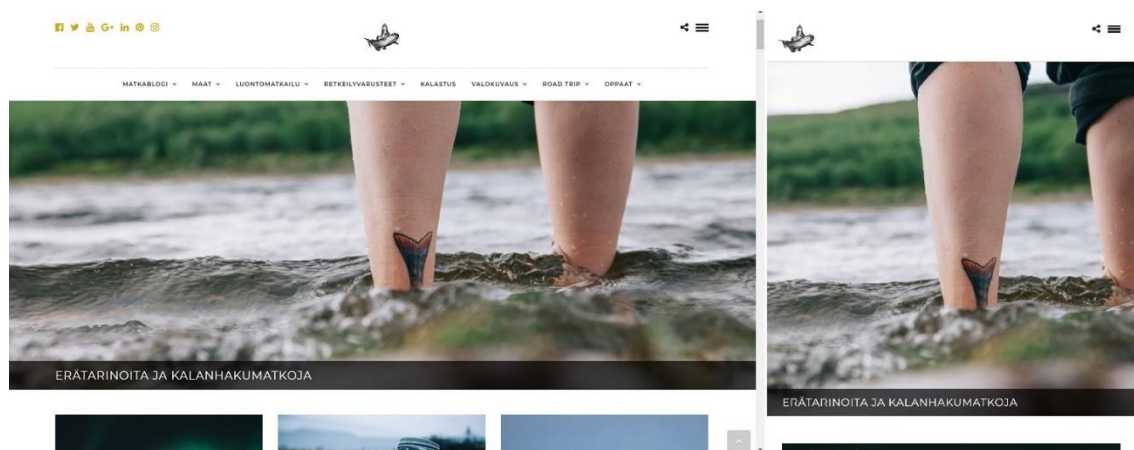 MATKABLOGI MAAT LUONTOMATKAILU RETKEILYVARUSTEET KALASTUS VALOKUVAUS ROAD TRIP OPPAAT
ERÄTARINOITA JA KALANHAKUMATKOJA
ERÄTARINOITA JA KALANHAKUMATKOJA